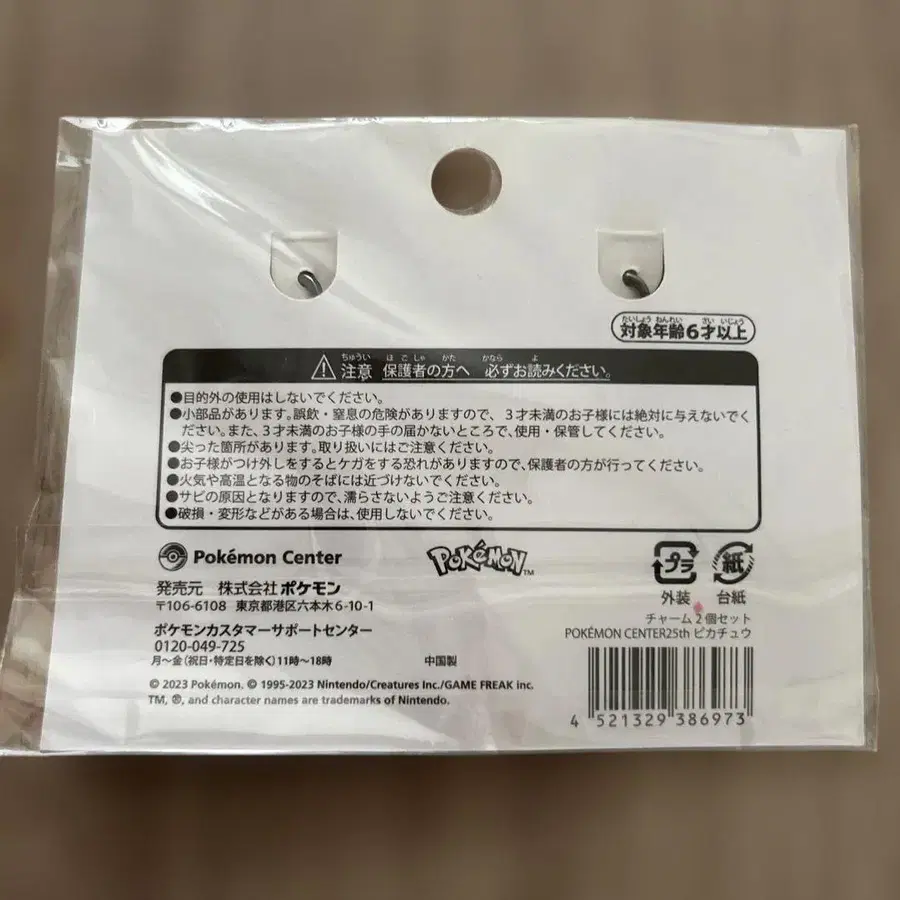 たいしょうねんれい さい いじょう
対象年齢6才以上
ちゅうい ほごしゃ かた かなら よ
注意 保護者の方へ 必ずお読みください。
●目的外の使用はしないでください。
●小部品があります。誤飲・窒息の危険がありますので、3才未満のお子様には絶対に与えないでく
ださい。また、3才未満のお子様の手の届かないところで、使用・保管してください。
●尖った箇所があります。取り扱いにはご注意ください。
●お子様がつけ外しをするとケガをする恐れがありますので、保護者の方が行ってください。
●火気や高温となる物のそばには近づけないでください。
●サビの原因となりますので、濡らさないようご注意ください。
●破損・変形などがある場合は、使用しないでください。
Pokémon Center
POKéMON™
プラ
紙
外装
台紙
発売元 株式会社ポケモン
〒106-6108 東京都港区六本木6-10-1
チャーム2個セット
POKÉMON CENTER25th ピカチュウ
ポケモンカスタマーサポートセンター
0120-049-725
月〜金(祝日・特定日を除く)11時〜18時
中国製
© 2023 Pokémon. © 1995-2023 Nintendo/Creatures Inc./GAME FREAK inc.
TM, ®, and character names are trademarks of Nintendo.
4 521329 386973